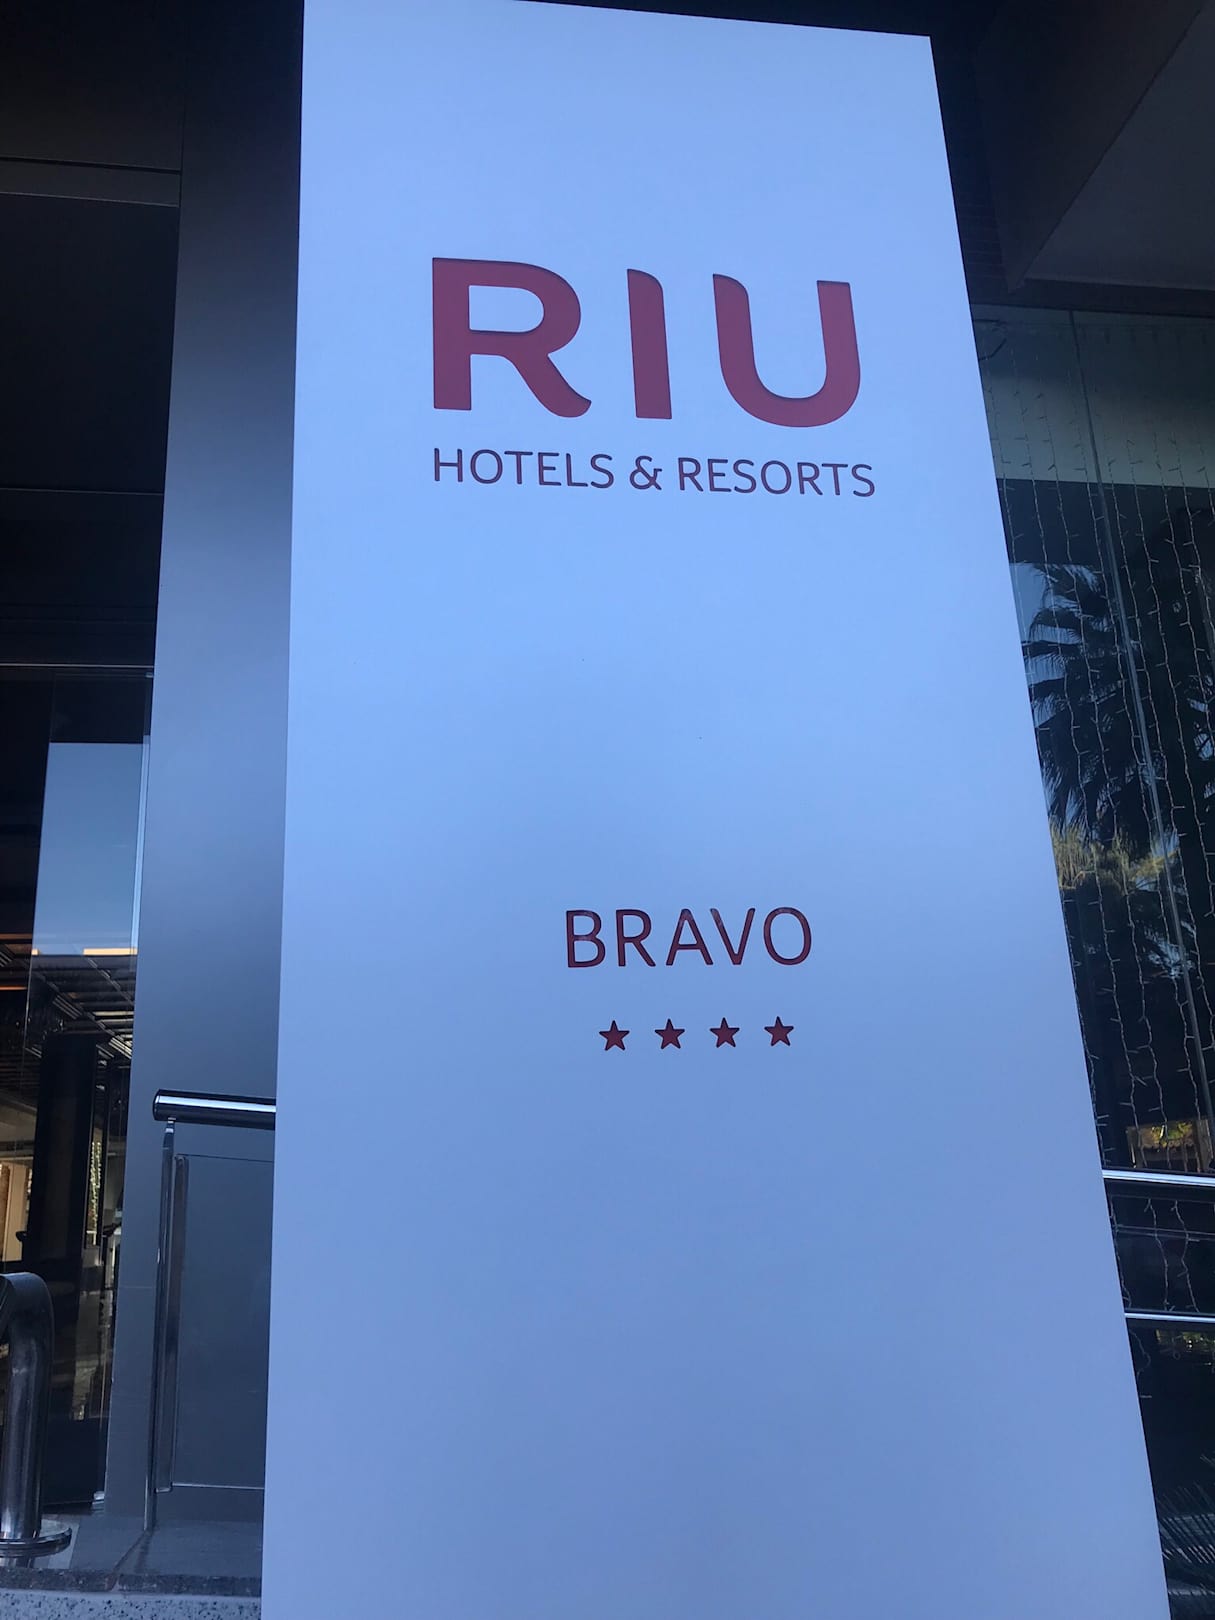 RIU
HOTELS & RESORTS
BRAVO
★ ★ ★ ★